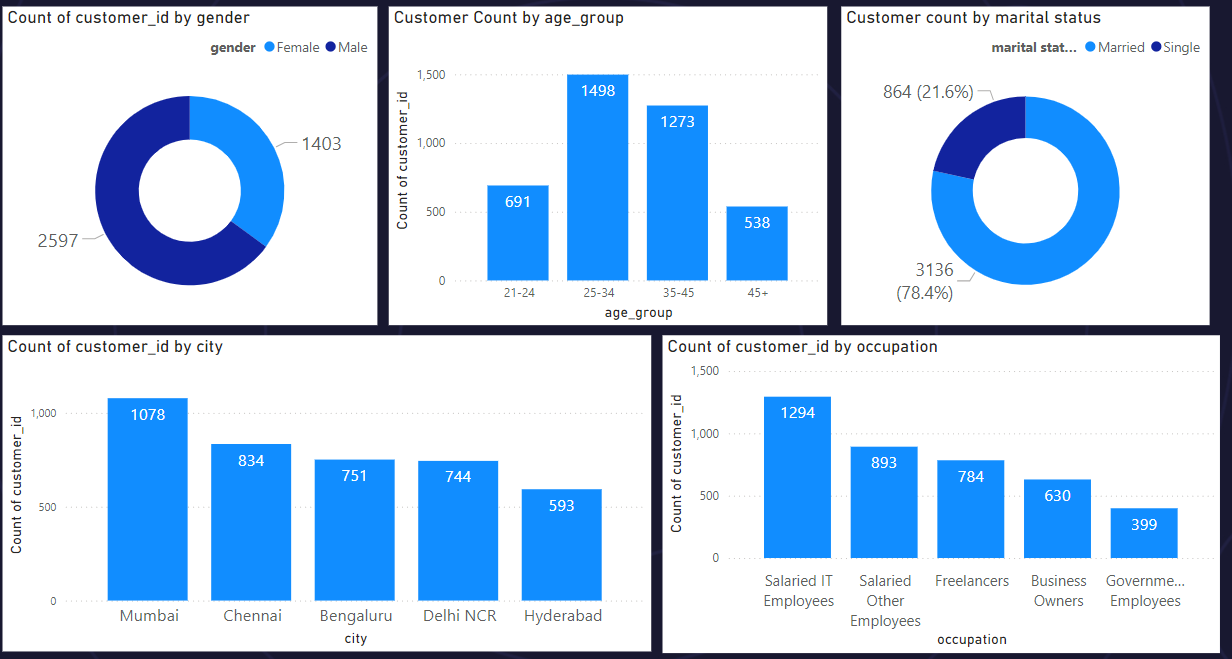 Count of customer_id by gender
gender Female Male
1403
2597
Customer Count by age_group
Count of customer_id
1,500
1,000
500
0
1498
1273
691
538
21-24 25-34 35-45 45+
age_group
Customer count by marital status
marital stat... Married Single
864 (21.6%)
3136
(78.4%)
Count of customer_id by city
Count of customer_id
1,000
500
0
1078
834
751
744
593
Mumbai Chennai Bengaluru Delhi NCR Hyderabad
city
Count of customer_id by occupation
Count of customer_id
1,500
1,000
500
0
1294
893
784
630
399
Salaried IT
Employees
Salaried
Other
Employees
Freelancers
Business
Owners
Governme...
Employees
occupation